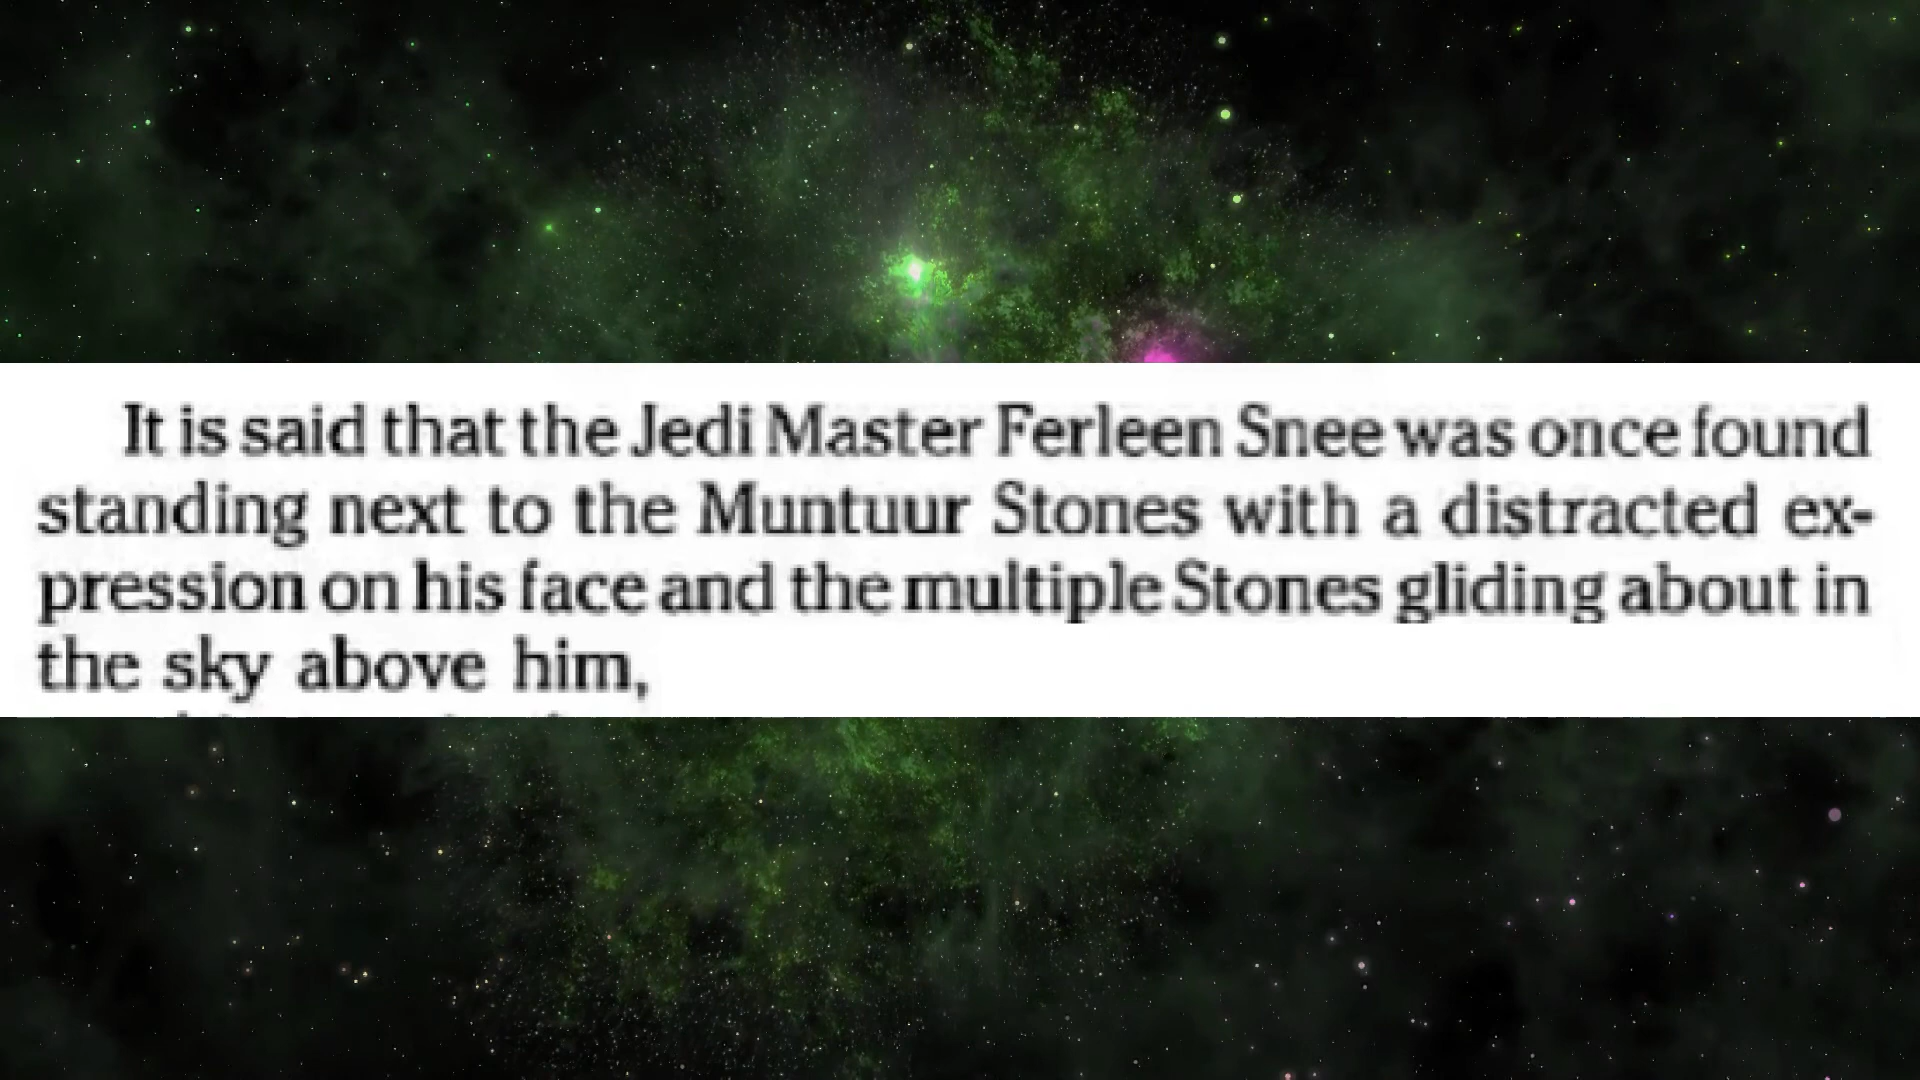 It is said that the Jedi Master Ferleen Snee was once found
standing next to the Muntuur Stones with a distracted ex-
pression on his face and the multiple Stones gliding about in
the sky above him,